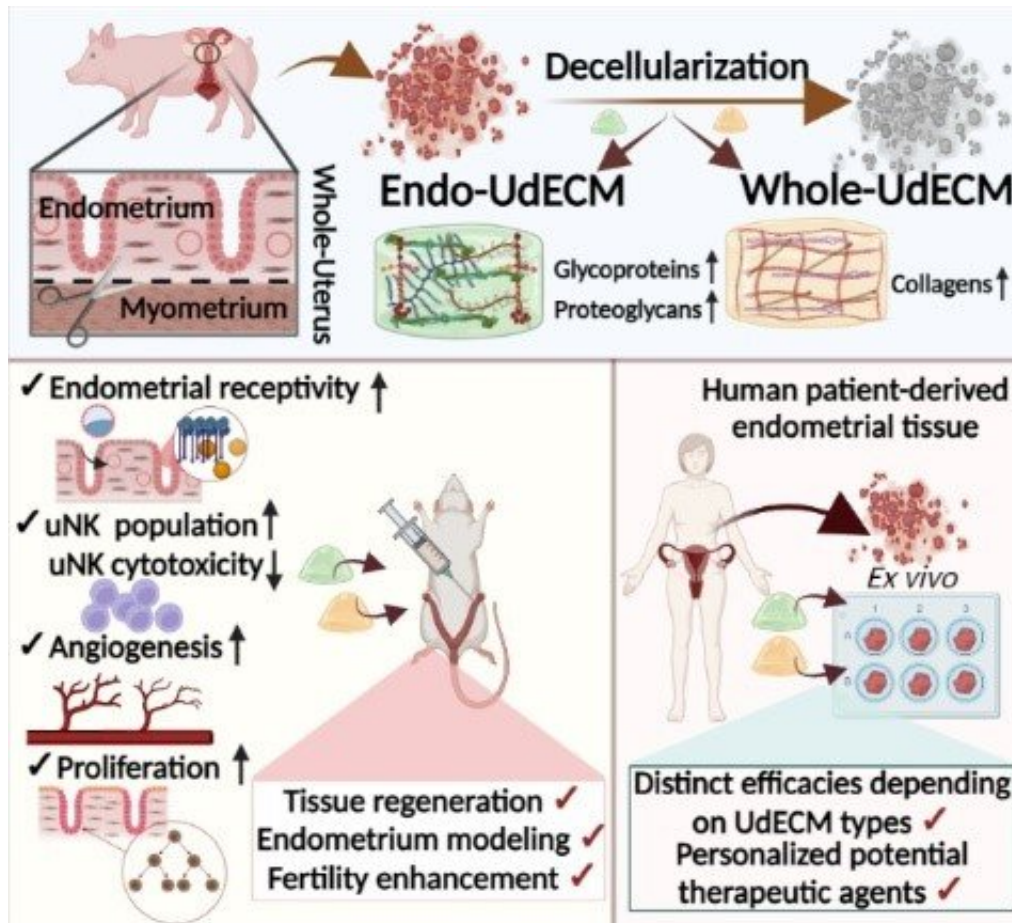 Decellularization
Endometrium
Myometrium
Whole-Uterus
Endo-UdECM
Glycoproteins ↑
Proteoglycans ↑
Whole-UdECM
Collagens ↑
✓ Endometrial receptivity ↑
✓ uNK population ↑
uNK cytotoxicity ↓
✓ Angiogenesis ↑
✓ Proliferation ↑
Tissue regeneration ✓
Endometrium modeling ✓
Fertility enhancement ✓
Human patient-derived
endometrial tissue
Ex vivo
1 2 3
A
B
Distinct efficacies depending
on UdECM types ✓
Personalized potential
therapeutic agents ✓